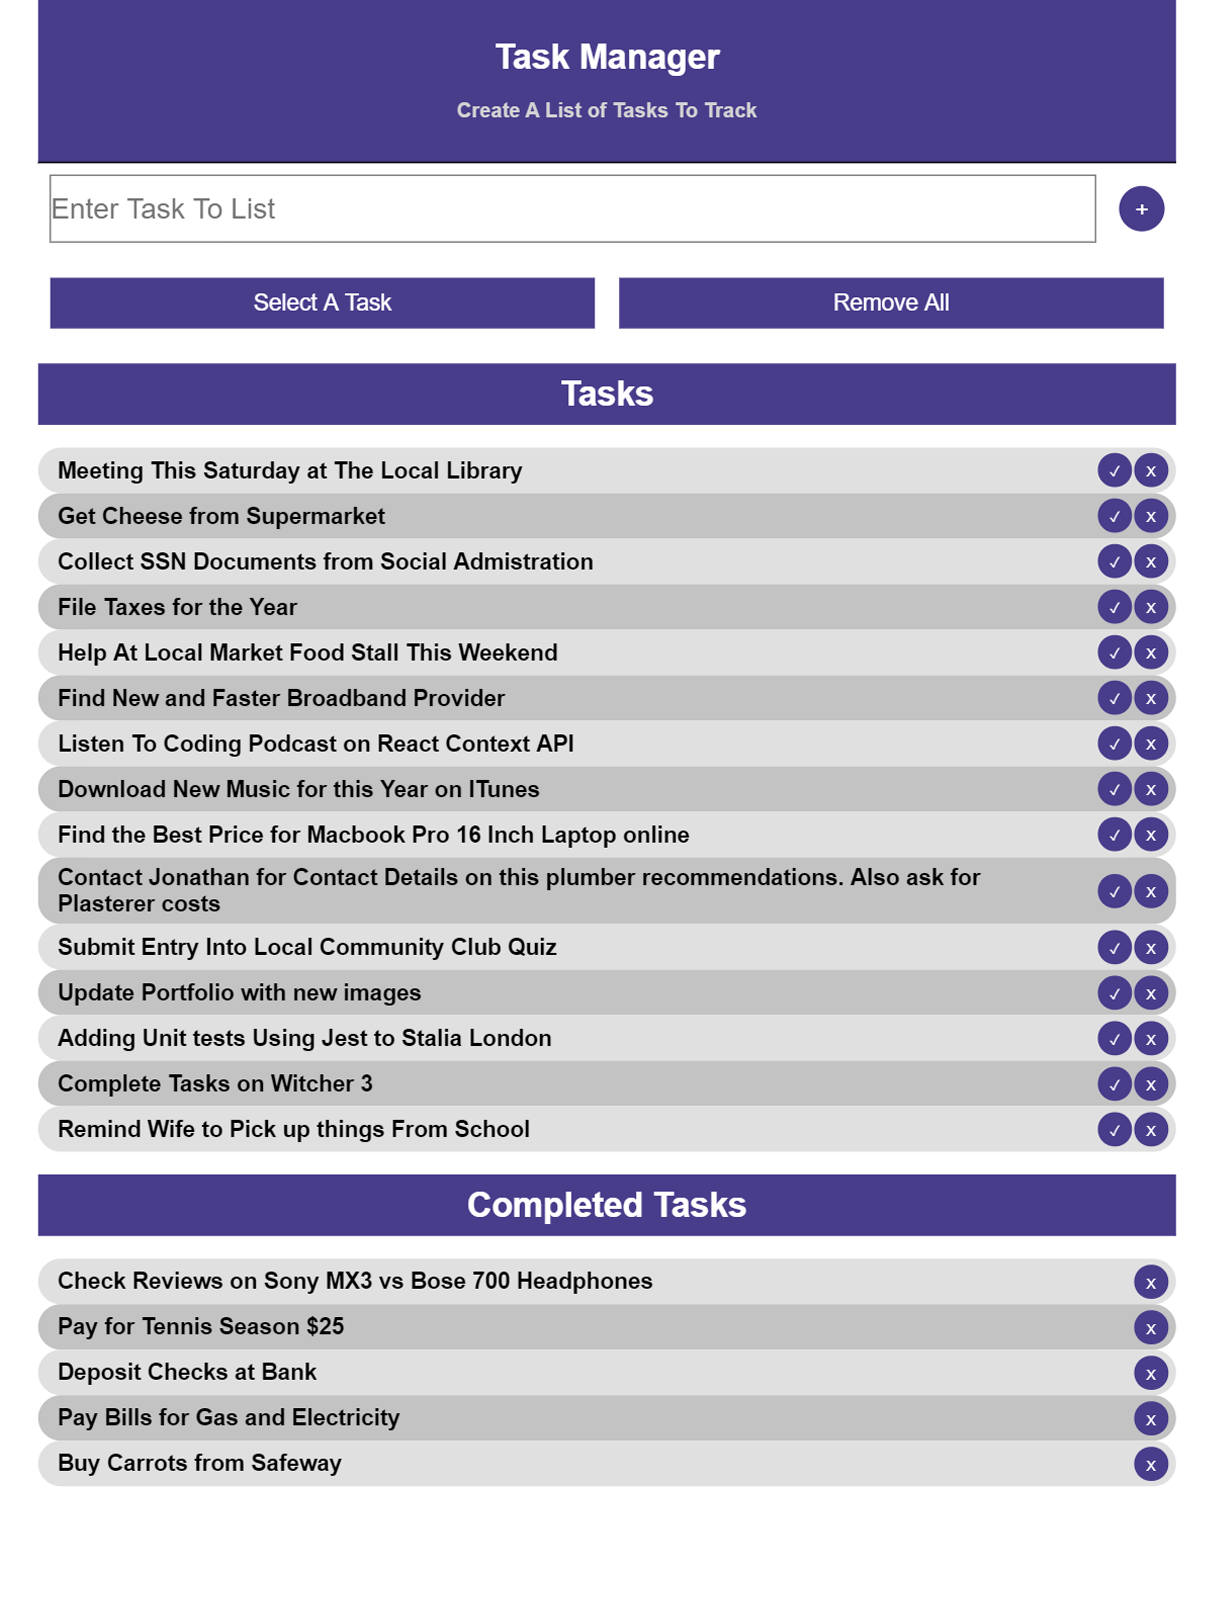 Task Manager
Create A List of Tasks To Track
Enter Task To List
+
Select A Task
Remove All
Tasks
Meeting This Saturday at The Local Library ✓ x
Get Cheese from Supermarket ✓ x
Collect SSN Documents from Social Admistration ✓ x
File Taxes for the Year ✓ x
Help At Local Market Food Stall This Weekend ✓ x
Find New and Faster Broadband Provider ✓ x
Listen To Coding Podcast on React Context API ✓ x
Download New Music for this Year on ITunes ✓ x
Find the Best Price for Macbook Pro 16 Inch Laptop online ✓ x
Contact Jonathan for Contact Details on this plumber recommendations. Also ask for
Plasterer costs ✓ x
Submit Entry Into Local Community Club Quiz ✓ x
Update Portfolio with new images ✓ x
Adding Unit tests Using Jest to Stalia London ✓ x
Complete Tasks on Witcher 3 ✓ x
Remind Wife to Pick up things From School ✓ x
Completed Tasks
Check Reviews on Sony MX3 vs Bose 700 Headphones x
Pay for Tennis Season $25 x
Deposit Checks at Bank x
Pay Bills for Gas and Electricity x
Buy Carrots from Safeway x